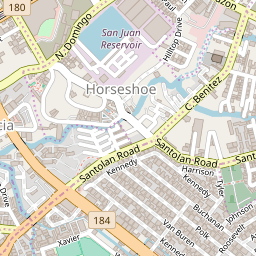 180
N. Domingo
San Juan
Reservoir
Hilltop Drive
Horseshoe
C. Benitez
Santolan Road
Santolan Road
Kennedy
Harrison
Kennedy
Tyler
Drive
184
Buchanan
Johnson
Van Buren
Polk
Roosevelt
Xavier